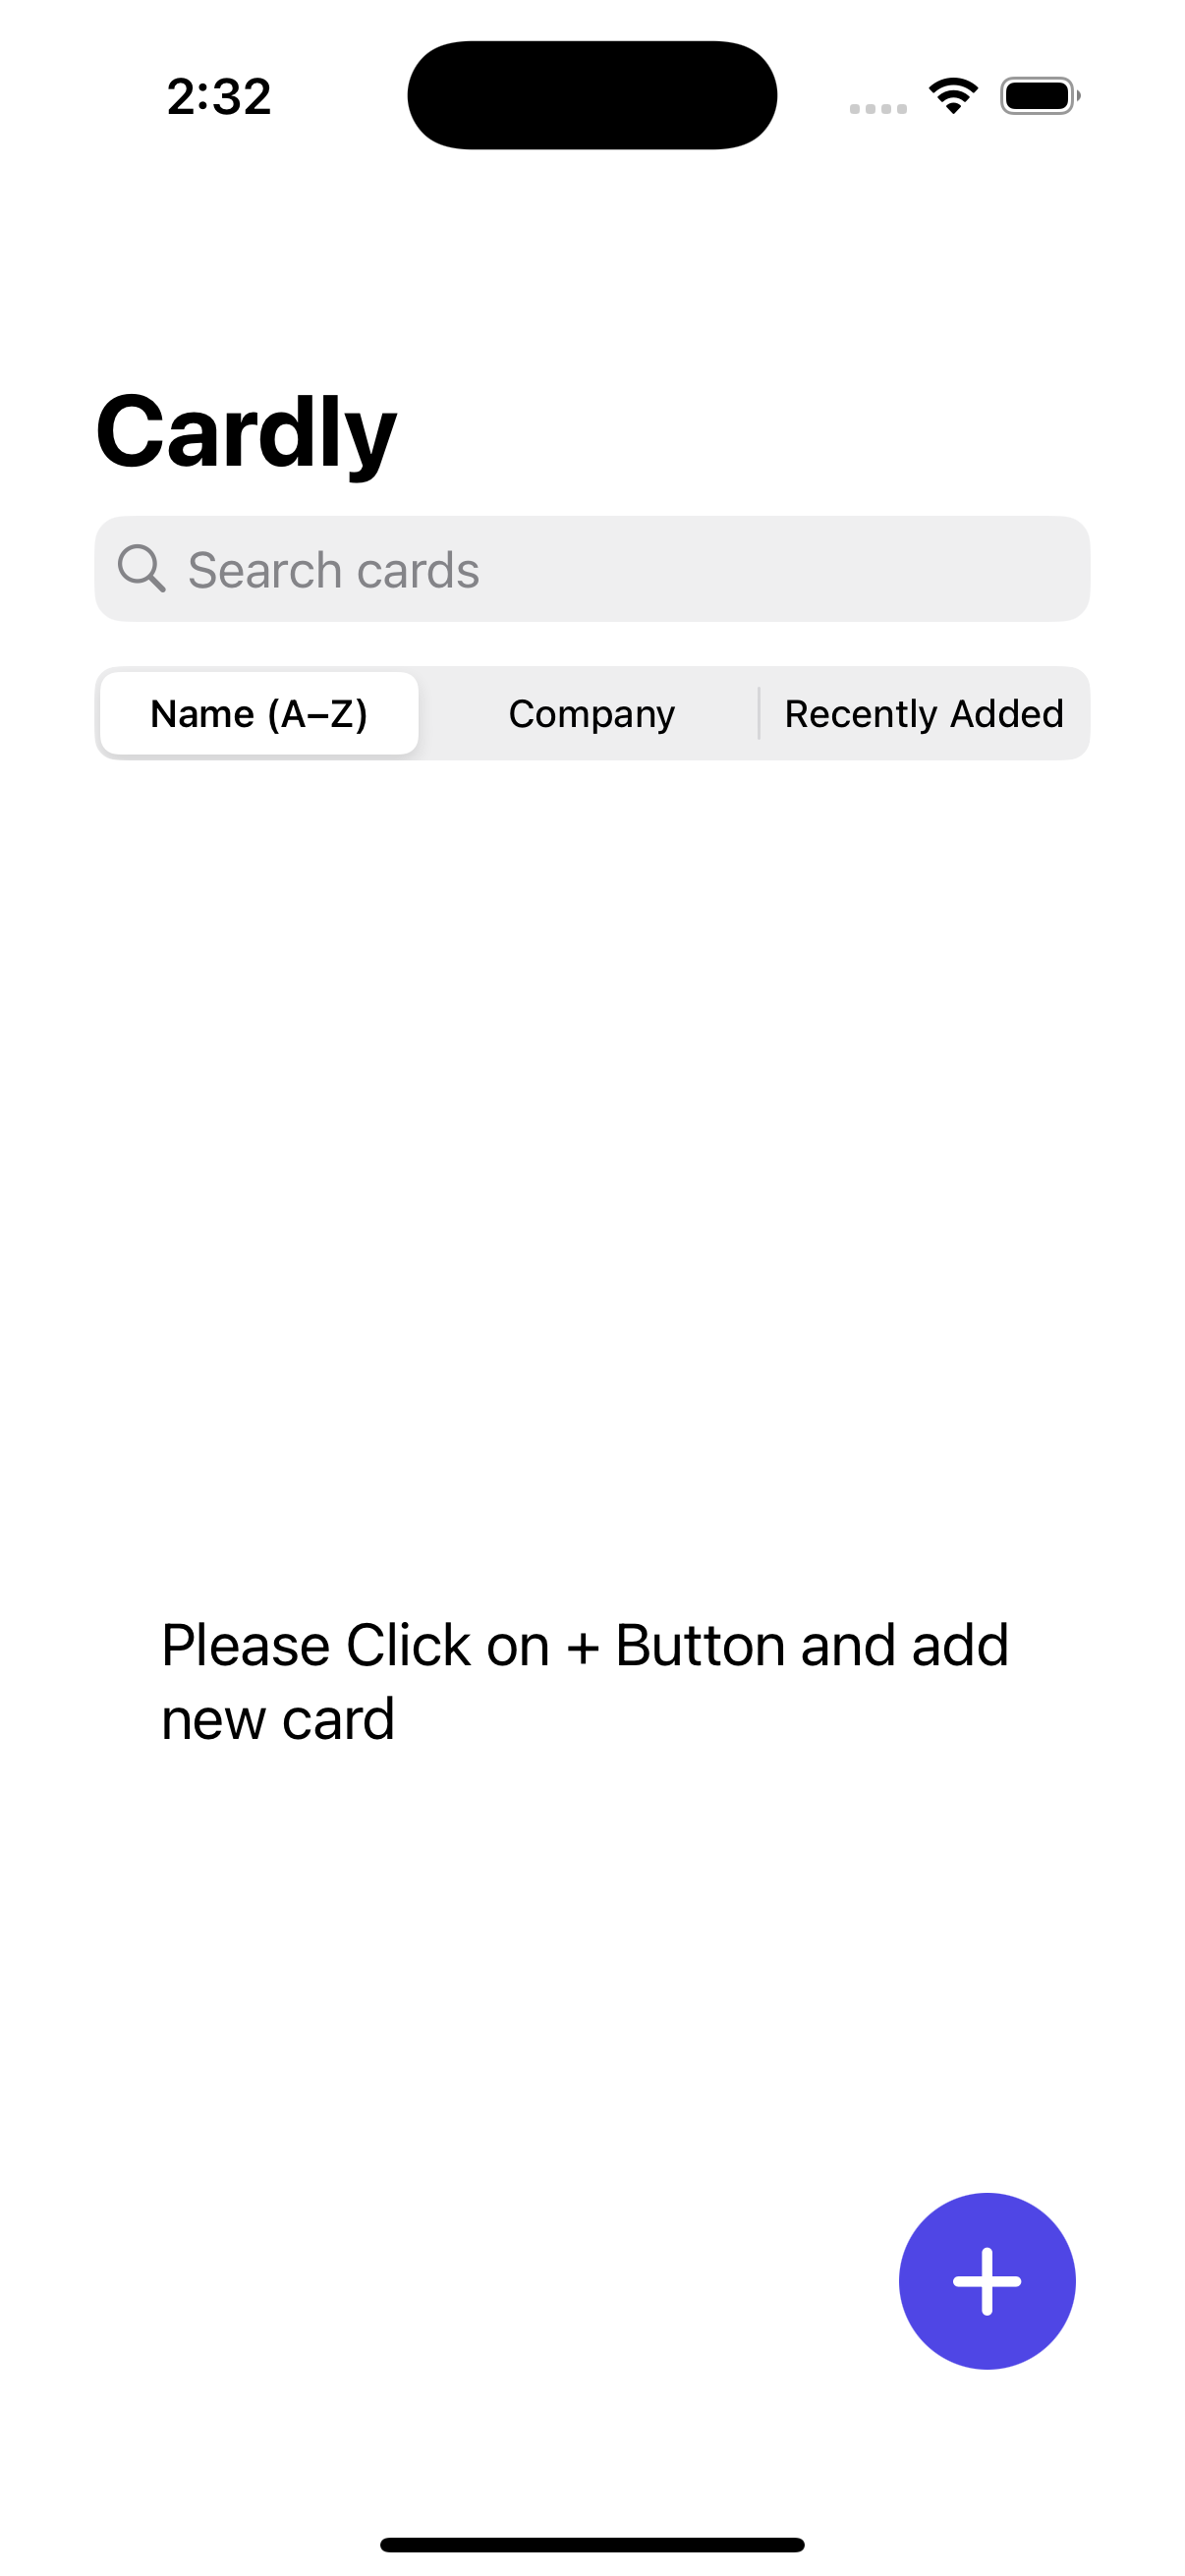 2:32
Cardly
Search cards
Name (A–Z) Company Recently Added
Please Click on + Button and add
new card